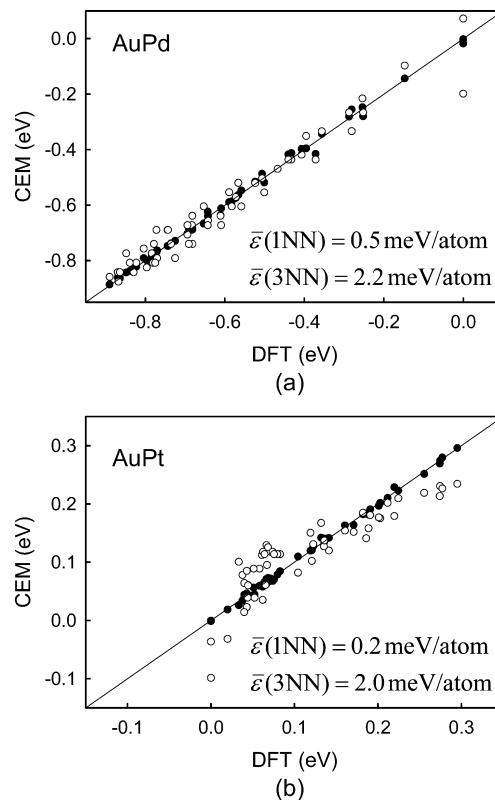 AuPd
0.0
-0.2
-0.4
-0.6
-0.8
CEM (eV)
ε̅(1NN) = 0.5 meV/atom
ε̅(3NN) = 2.2 meV/atom
-0.8 -0.6 -0.4 -0.2 0.0
DFT (eV)
(a)
AuPt
0.3
0.2
0.1
0.0
-0.1
CEM (eV)
ε̅(1NN) = 0.2 meV/atom
ε̅(3NN) = 2.0 meV/atom
-0.1 0.0 0.1 0.2 0.3
DFT (eV)
(b)